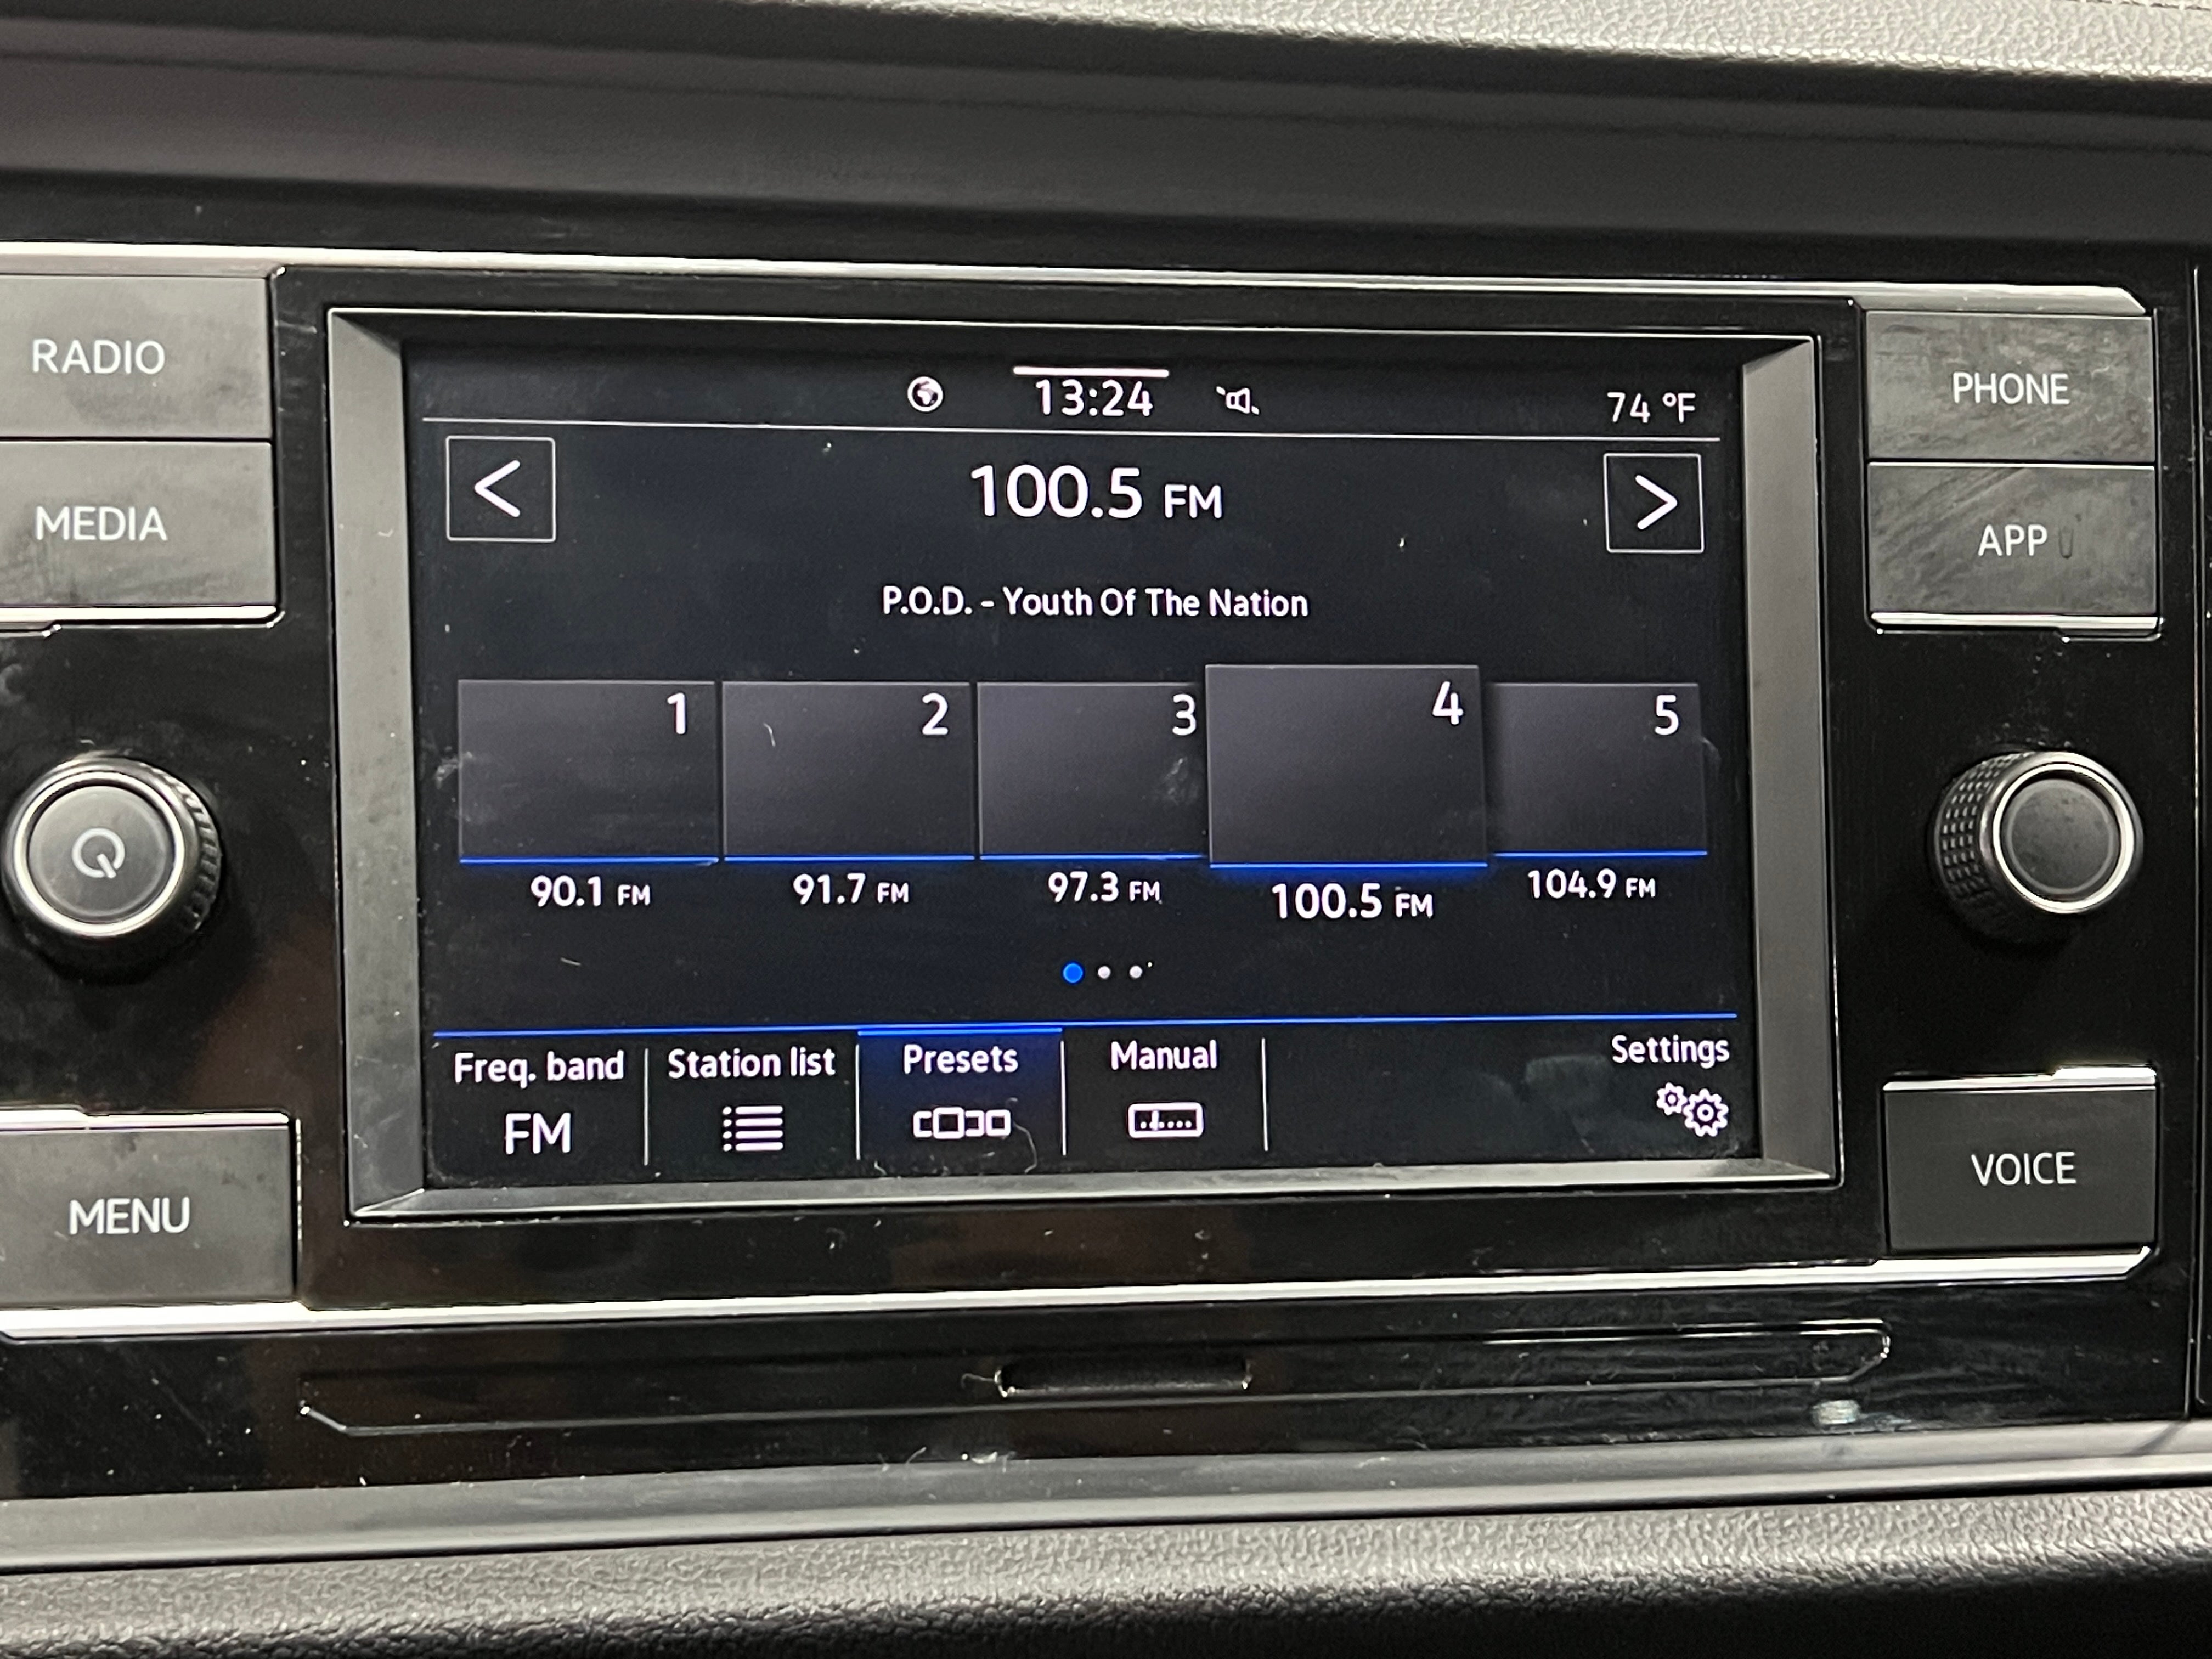 RADIO
MEDIA
MENU
13:24
74 °F
100.5 FM
P.O.D. - Youth Of The Nation
1
2
3
4
5
90.1 FM
91.7 FM
97.3 FM
100.5 FM
104.9 FM
Freq. band
FM
Station list
Presets
Manual
Settings
PHONE
APP
VOICE